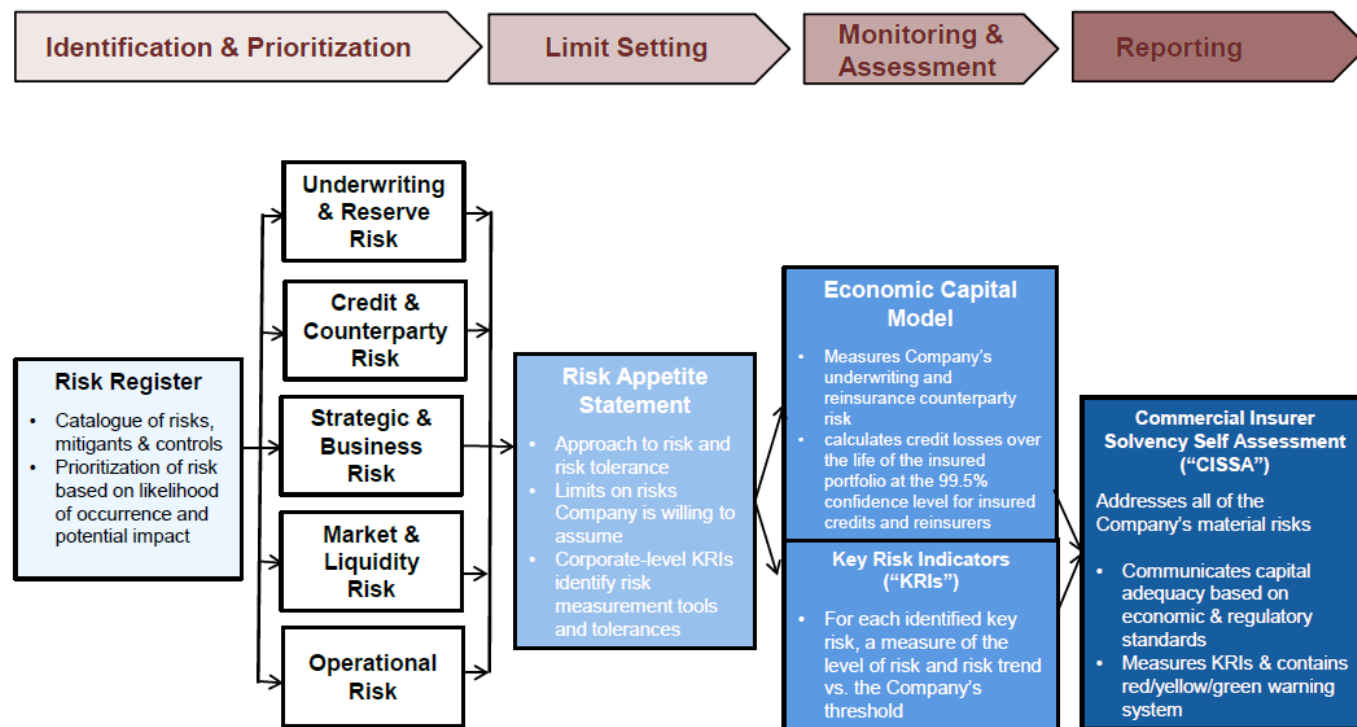 Identification & Prioritization
Limit Setting
Monitoring &
Assessment
Reporting
Risk Register
• Catalogue of risks,
mitigants & controls
• Prioritization of risk
based on likelihood
of occurrence and
potential impact
Underwriting
& Reserve
Risk
Credit &
Counterparty
Risk
Strategic &
Business
Risk
Market &
Liquidity
Risk
Operational
Risk
Risk Appetite
Statement
• Approach to risk and
risk tolerance
• Limits on risks
Company is willing to
assume
• Corporate-level KRIs
identify risk
measurement tools
and tolerances
Economic Capital
Model
• Measures Company's
underwriting and
reinsurance counterparty
risk
• calculates credit losses over
the life of the insured
portfolio at the 99.5%
confidence level for insured
credits and reinsurers
Key Risk Indicators
("KRIs")
• For each identified key
risk, a measure of the
level of risk and risk trend
vs. the Company's
threshold
Commercial Insurer
Solvency Self Assessment
("CISSA")
Addresses all of the
Company's material risks
• Communicates capital
adequacy based on
economic & regulatory
standards
• Measures KRIs & contains
red/yellow/green warning
system